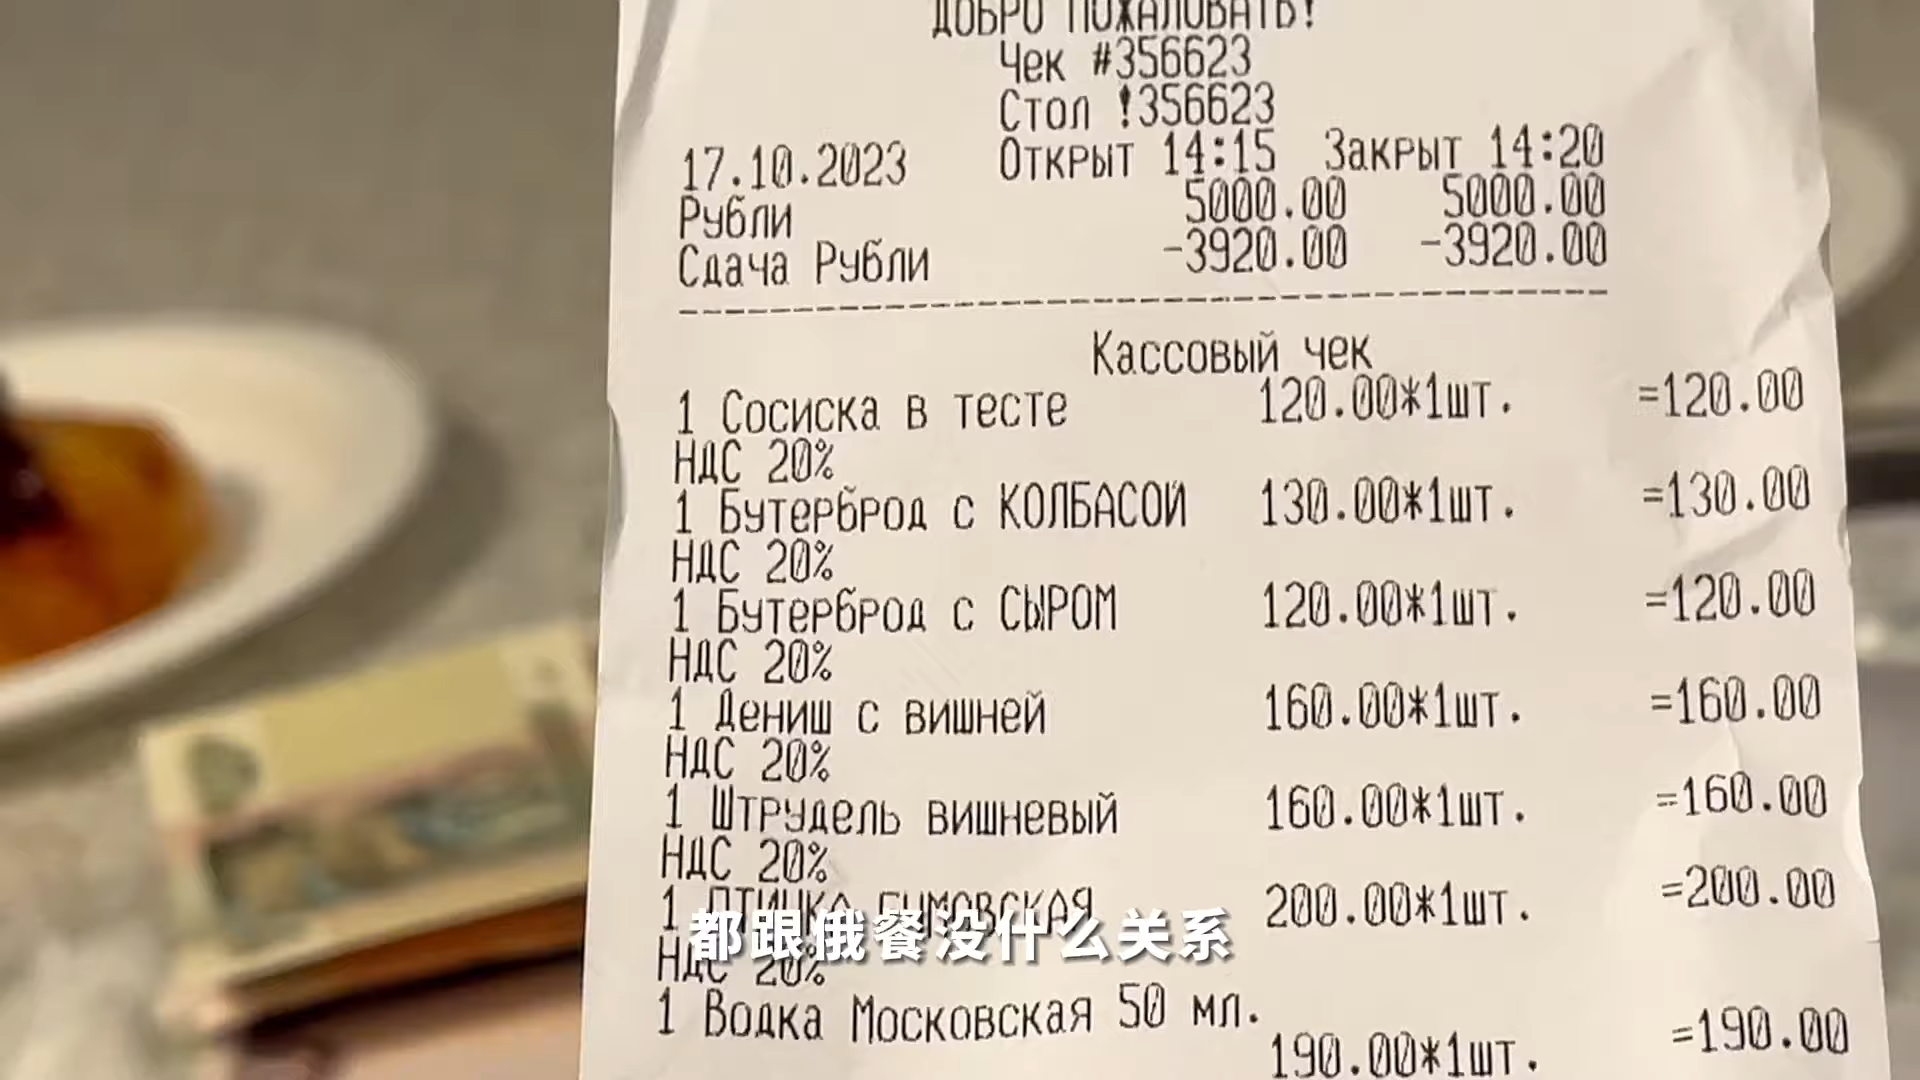 ДОБРО ПОЖАЛОВАТЬ!
Чек #356623
Стол !356623
17.10.2023 Открыт 14:15 Закрыт 14:20
Рубли 5000.00 5000.00
Сдача Рубли -3920.00 -3920.00
Кассовый чек
1 Сосиска в тесте 120.00*1шт. =120.00
НДС 20%
1 Бутерброд с КОЛБАСОЙ 130.00*1шт. =130.00
НДС 20%
1 Бутерброд с СЫРОМ 120.00*1шт. =120.00
НДС 20%
1 Дениш с вишней 160.00*1шт. =160.00
НДС 20%
1 Штрудель вишневый 160.00*1шт. =160.00
НДС 20%
1 ПТИЧКА ГУМОВСКАЯ 200.00*1шт. =200.00
都跟俄餐没什么关系
НДС 20%
1 Водка Московская 50 мл.
190.00*1шт. =190.00